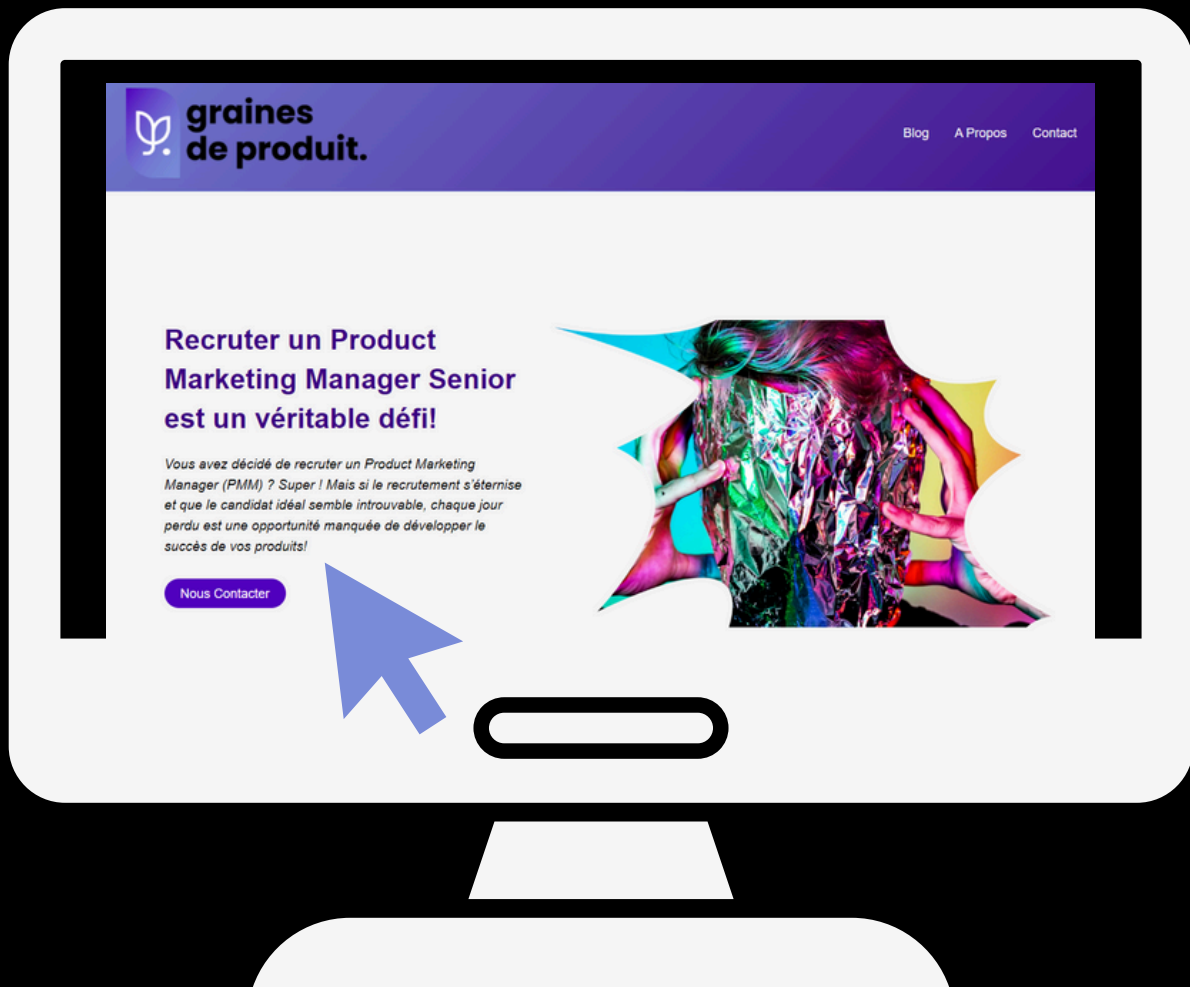 graines
de produit.
Blog A Propos Contact
Recruter un Product
Marketing Manager Senior
est un véritable défi!
Vous avez décidé de recruter un Product Marketing
Manager (PMM) ? Super ! Mais si le recrutement s'éternise
et que le candidat idéal semble introuvable, chaque jour
perdu est une opportunité manquée de développer le
succès de vos produits!
Nous Contacter